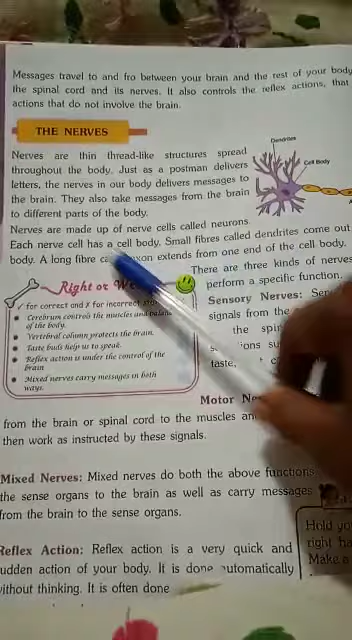 Messages travel to and fro between your brain and the rest of your body
the spinal cord and its nerves. It also controls the reflex actions, that
actions that do not involve the brain.
THE NERVES
Nerves are thin thread-like structures spread
throughout the body. Just as a postman delivers
letters, the nerves in our body delivers messages to
the brain. They also take messages from the brain
to different parts of the body.
Dendrites
Cell Body
Nerves are made up of nerve cells called neurons.
Each nerve cell has a cell body. Small fibres called dendrites come out
body. A long fibre extends from one end of the cell body.
There are three kinds of nerves
perform a specific function.
Sensory Nerves:
signals from the
the
taste,
Right or
✓ for correct and ✗ for incorrect
Cerebrum controls the muscles and
of the body.
Vertebral column protects the brain.
Taste buds help us to speak.
Reflex action is under the control of the
brain
Mixed nerves carry messages in both
ways.
Motor
from the brain or spinal cord to the muscles
then work as instructed by these signals.
Mixed Nerves: Mixed nerves do both the above functions
the sense organs to the brain as well as carry messages
from the brain to the sense organs.
Reflex Action: Reflex action is a very quick and
sudden action of your body. It is done automatically
without thinking. It is often done
Hold
right
Make a